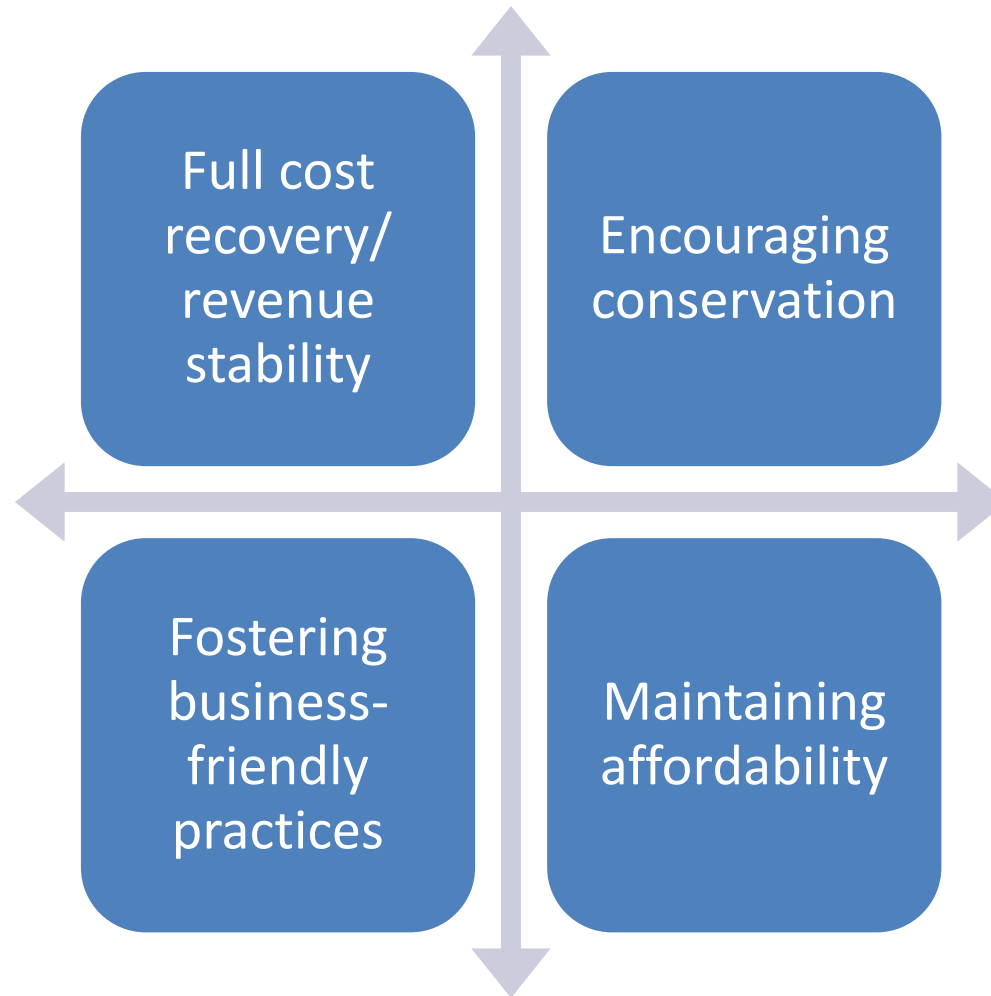 Full cost
recovery/
revenue
stability
Encouraging
conservation
Fostering
business-
friendly
practices
Maintaining
affordability